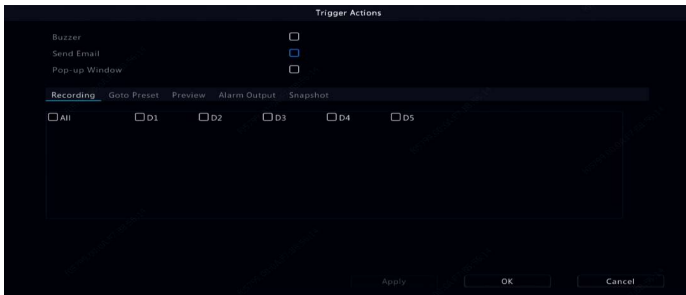 Trigger Actions
Buzzer
Send Email
Pop-up Window
Recording Goto Preset Preview Alarm Output Snapshot
All D1 D2 D3 D4 D5
Apply OK Cancel